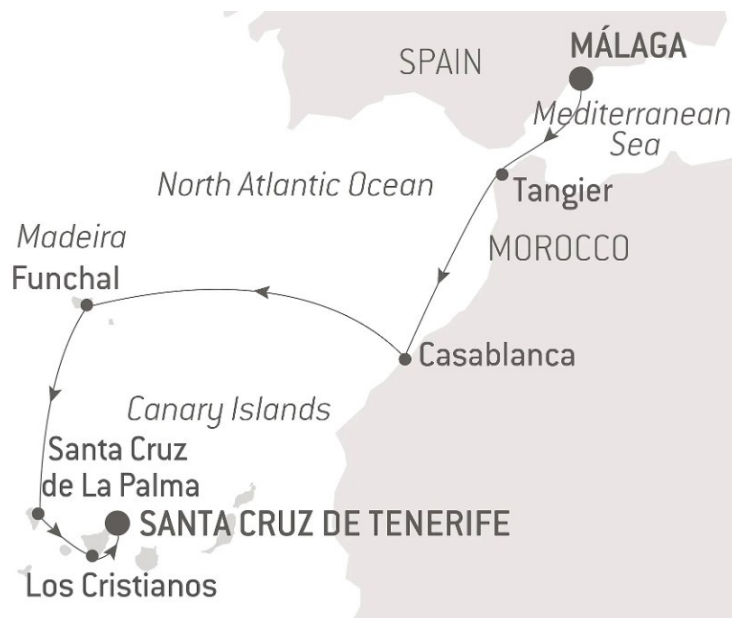 MÁLAGA
SPAIN
Mediterranean
Sea
North Atlantic Ocean
Tangier
Madeira
MOROCCO
Funchal
Casablanca
Canary Islands
Santa Cruz
de La Palma
SANTA CRUZ DE TENERIFE
Los Cristianos